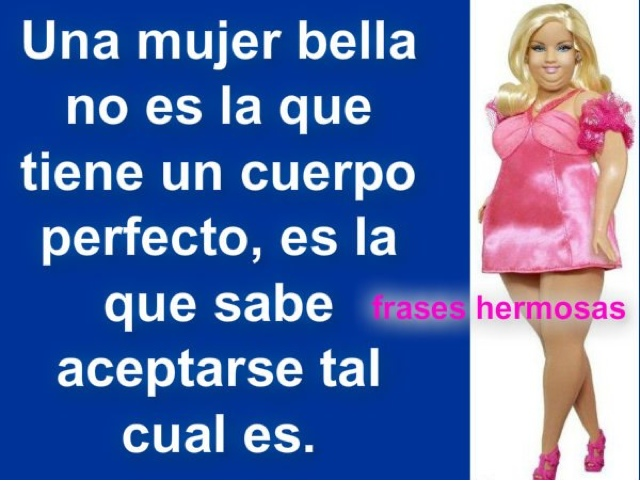 Una mujer bella
no es la que
tiene un cuerpo
perfecto, es la
que sabe
frases hermosas
aceptarse tal
cual es.